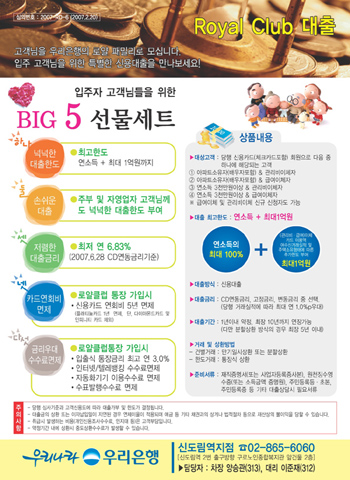 심의번호 : 2007-10-6 (2007.2.20)
Royal Club 대출
고객님을 우리은행의 로얄 패밀리로 모십니다.
입주 고객님을 위한 특별한 신용대출을 만나보세요!
입주자 고객님들을 위한
BIG 5 선물세트
하나
넉넉한
대출한도
최고한도
연소득 + 최대 1억원까지
둘
손쉬운
대출
주부 및 자영업자 고객님께
도 넉넉한 대출한도 부여
셋
저렴한
대출금리
최저 연 6.83%
(2007,6,28 CD연동금리기준)
넷
카드연회비
면제
로얄클럽 통장 가입시
- 신용카드 연회비 5년 면제
다섯
금리우대
수수료면제
로얄클럽통장 가입시
- 입출식 통장금리 최고 연 3.0%
- 인터넷/텔레뱅킹 수수료면제
- 자동화기기 이용수수료 면제
- 수표발행수수료 면제
상품내용
▶대상고객 : 당행 신용카드(체크카드포함) 회원으로 다음 중
하나에 해당되는 고객
① 아파트소유자(배우자포함) & 관리비이체자
② 아파트소유자(배우자포함) & 급여이체자
③ 연소득 3천만원이상 & 관리비이체자
④ 연소득 3천만원이상 & 급여이체자
※ 급여이체 및 관리비이체 신규 신청자도 가능
▶대출 최고한도 : 연소득 + 최대1억원
연소득의
최대 100%
+
최대1억원
▶대출방식 : 신용대출
▶대출금리 : CD연동금리, 고정금리, 변동금리 중 선택
(당행 거래실적에 따라 최대 연 1.0%p우대)
▶대출기간 : 1년이내 약정, 최장 10년까지 연장가능
(다만 분할상환 방식의 경우 최장 5년 이내)
▶거래 및 상환방법
- 건별거래 : 만기일시상환 또는 분할상환
- 한도거래 : 통장식 상환
▶준비서류 : 재직증명서(또는 사업자등록증사본), 원천징수영
수증(또는 소득금액 증명원), 주민등록등·초본,
주민등록증 등 기타 대출상담시 필요서류
주의사항
- 당행 심사기준과 고객신용도에 따라 대출가부 및 한도가 결정됩니다.
우리나라 우리은행
신도림역지점 ☎02-865-6060
(신도림역 2번 출구방향 구로노인종합복지관 앞건물 2층)
▶담당자 : 차장 양승관(313), 대리 이준재(312)